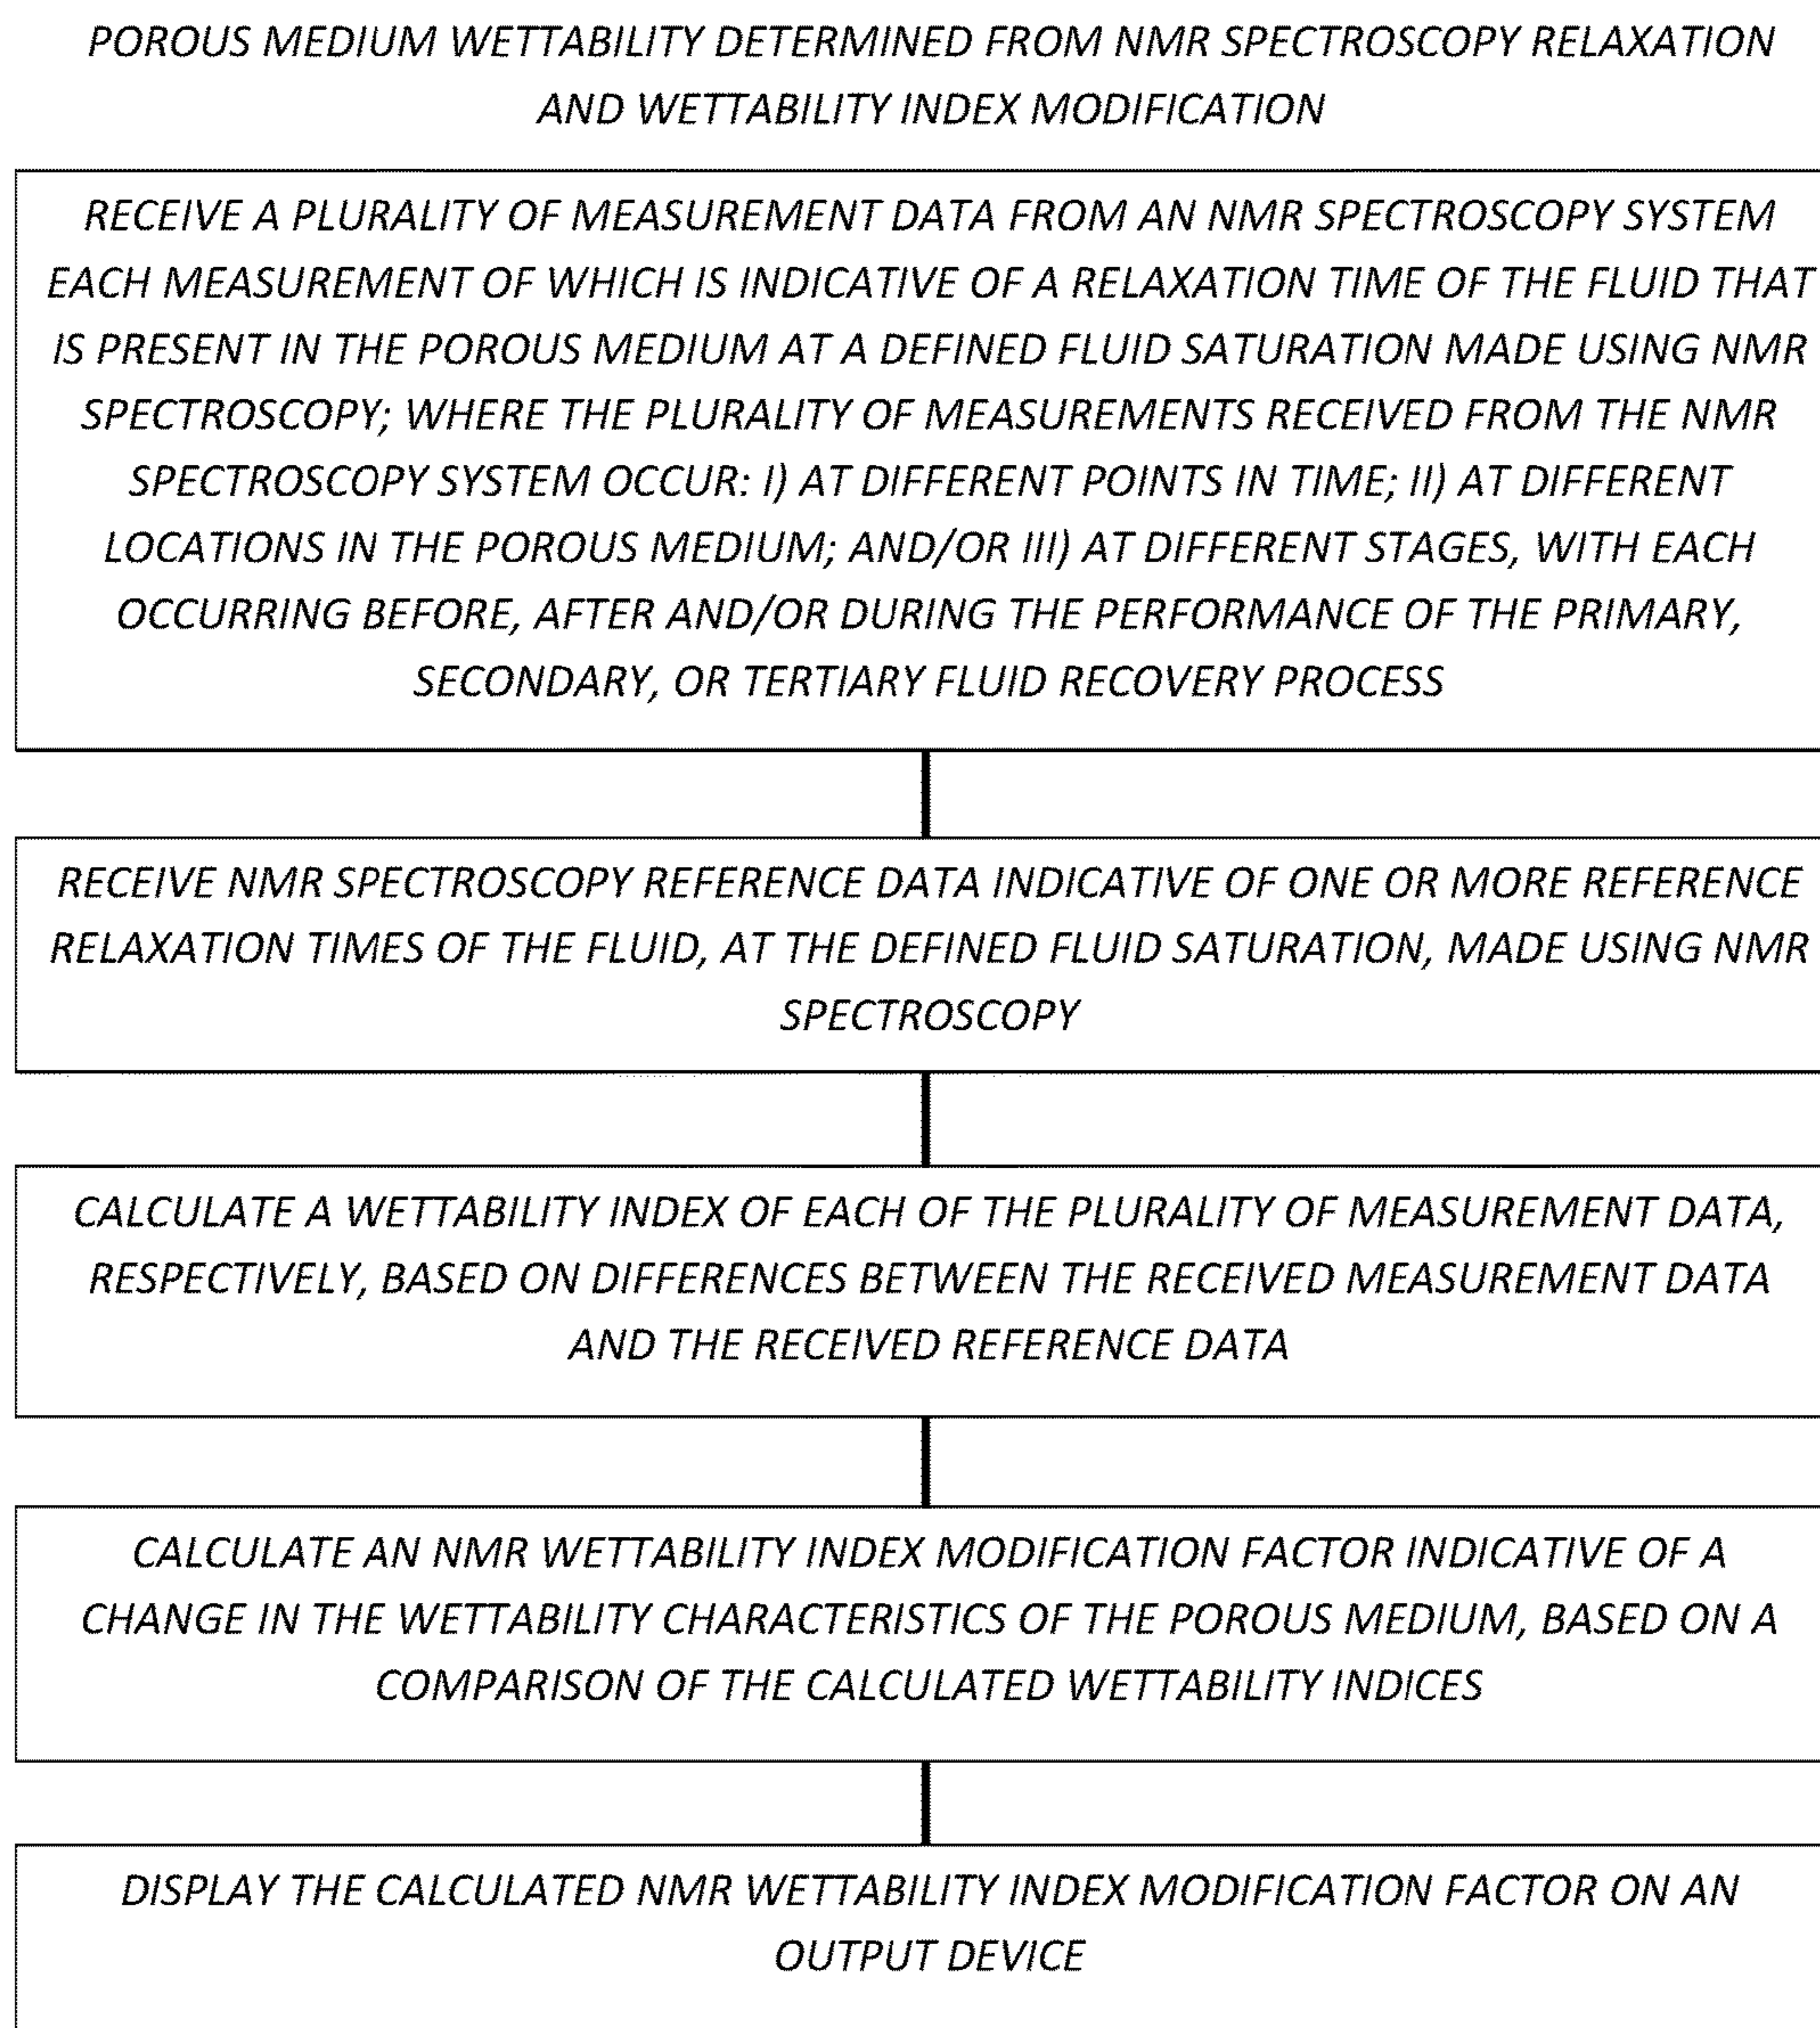 POROUS MEDIUM WETTABILITY DETERMINED FROM NMR SPECTROSCOPY RELAXATION
AND WETTABILITY INDEX MODIFICATION
RECEIVE A PLURALITY OF MEASUREMENT DATA FROM AN NMR SPECTROSCOPY SYSTEM
EACH MEASUREMENT OF WHICH IS INDICATIVE OF A RELAXATION TIME OF THE FLUID THAT
IS PRESENT IN THE POROUS MEDIUM AT A DEFINED FLUID SATURATION MADE USING NMR
SPECTROSCOPY; WHERE THE PLURALITY OF MEASUREMENTS RECEIVED FROM THE NMR
SPECTROSCOPY SYSTEM OCCUR: I) AT DIFFERENT POINTS IN TIME; II) AT DIFFERENT
LOCATIONS IN THE POROUS MEDIUM; AND/OR III) AT DIFFERENT STAGES, WITH EACH
OCCURRING BEFORE, AFTER AND/OR DURING THE PERFORMANCE OF THE PRIMARY,
SECONDARY, OR TERTIARY FLUID RECOVERY PROCESS
RECEIVE NMR SPECTROSCOPY REFERENCE DATA INDICATIVE OF ONE OR MORE REFERENCE
RELAXATION TIMES OF THE FLUID, AT THE DEFINED FLUID SATURATION, MADE USING NMR
SPECTROSCOPY
CALCULATE A WETTABILITY INDEX OF EACH OF THE PLURALITY OF MEASUREMENT DATA,
RESPECTIVELY, BASED ON DIFFERENCES BETWEEN THE RECEIVED MEASUREMENT DATA
AND THE RECEIVED REFERENCE DATA
CALCULATE AN NMR WETTABILITY INDEX MODIFICATION FACTOR INDICATIVE OF A
CHANGE IN THE WETTABILITY CHARACTERISTICS OF THE POROUS MEDIUM, BASED ON A
COMPARISON OF THE CALCULATED WETTABILITY INDICES
DISPLAY THE CALCULATED NMR WETTABILITY INDEX MODIFICATION FACTOR ON AN
OUTPUT DEVICE